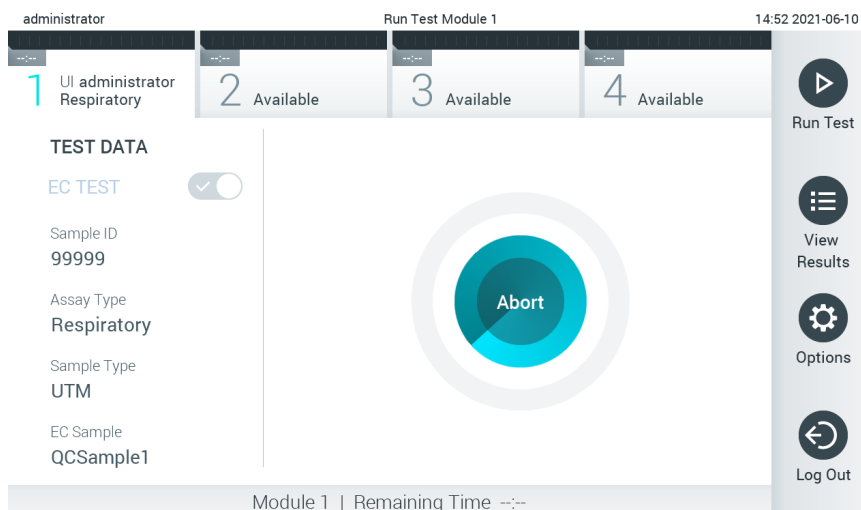 administrator Run Test Module 1 14:52 2021-06-10
--:-- --:-- --:-- --:--
1 UI administrator
Respiratory
2 Available
3 Available
4 Available
Run Test
TEST DATA
EC TEST
Sample ID
99999
Assay Type
Respiratory
Sample Type
UTM
EC Sample
QCSample1
Abort
View
Results
Options
Log Out
Module 1 | Remaining Time --:--